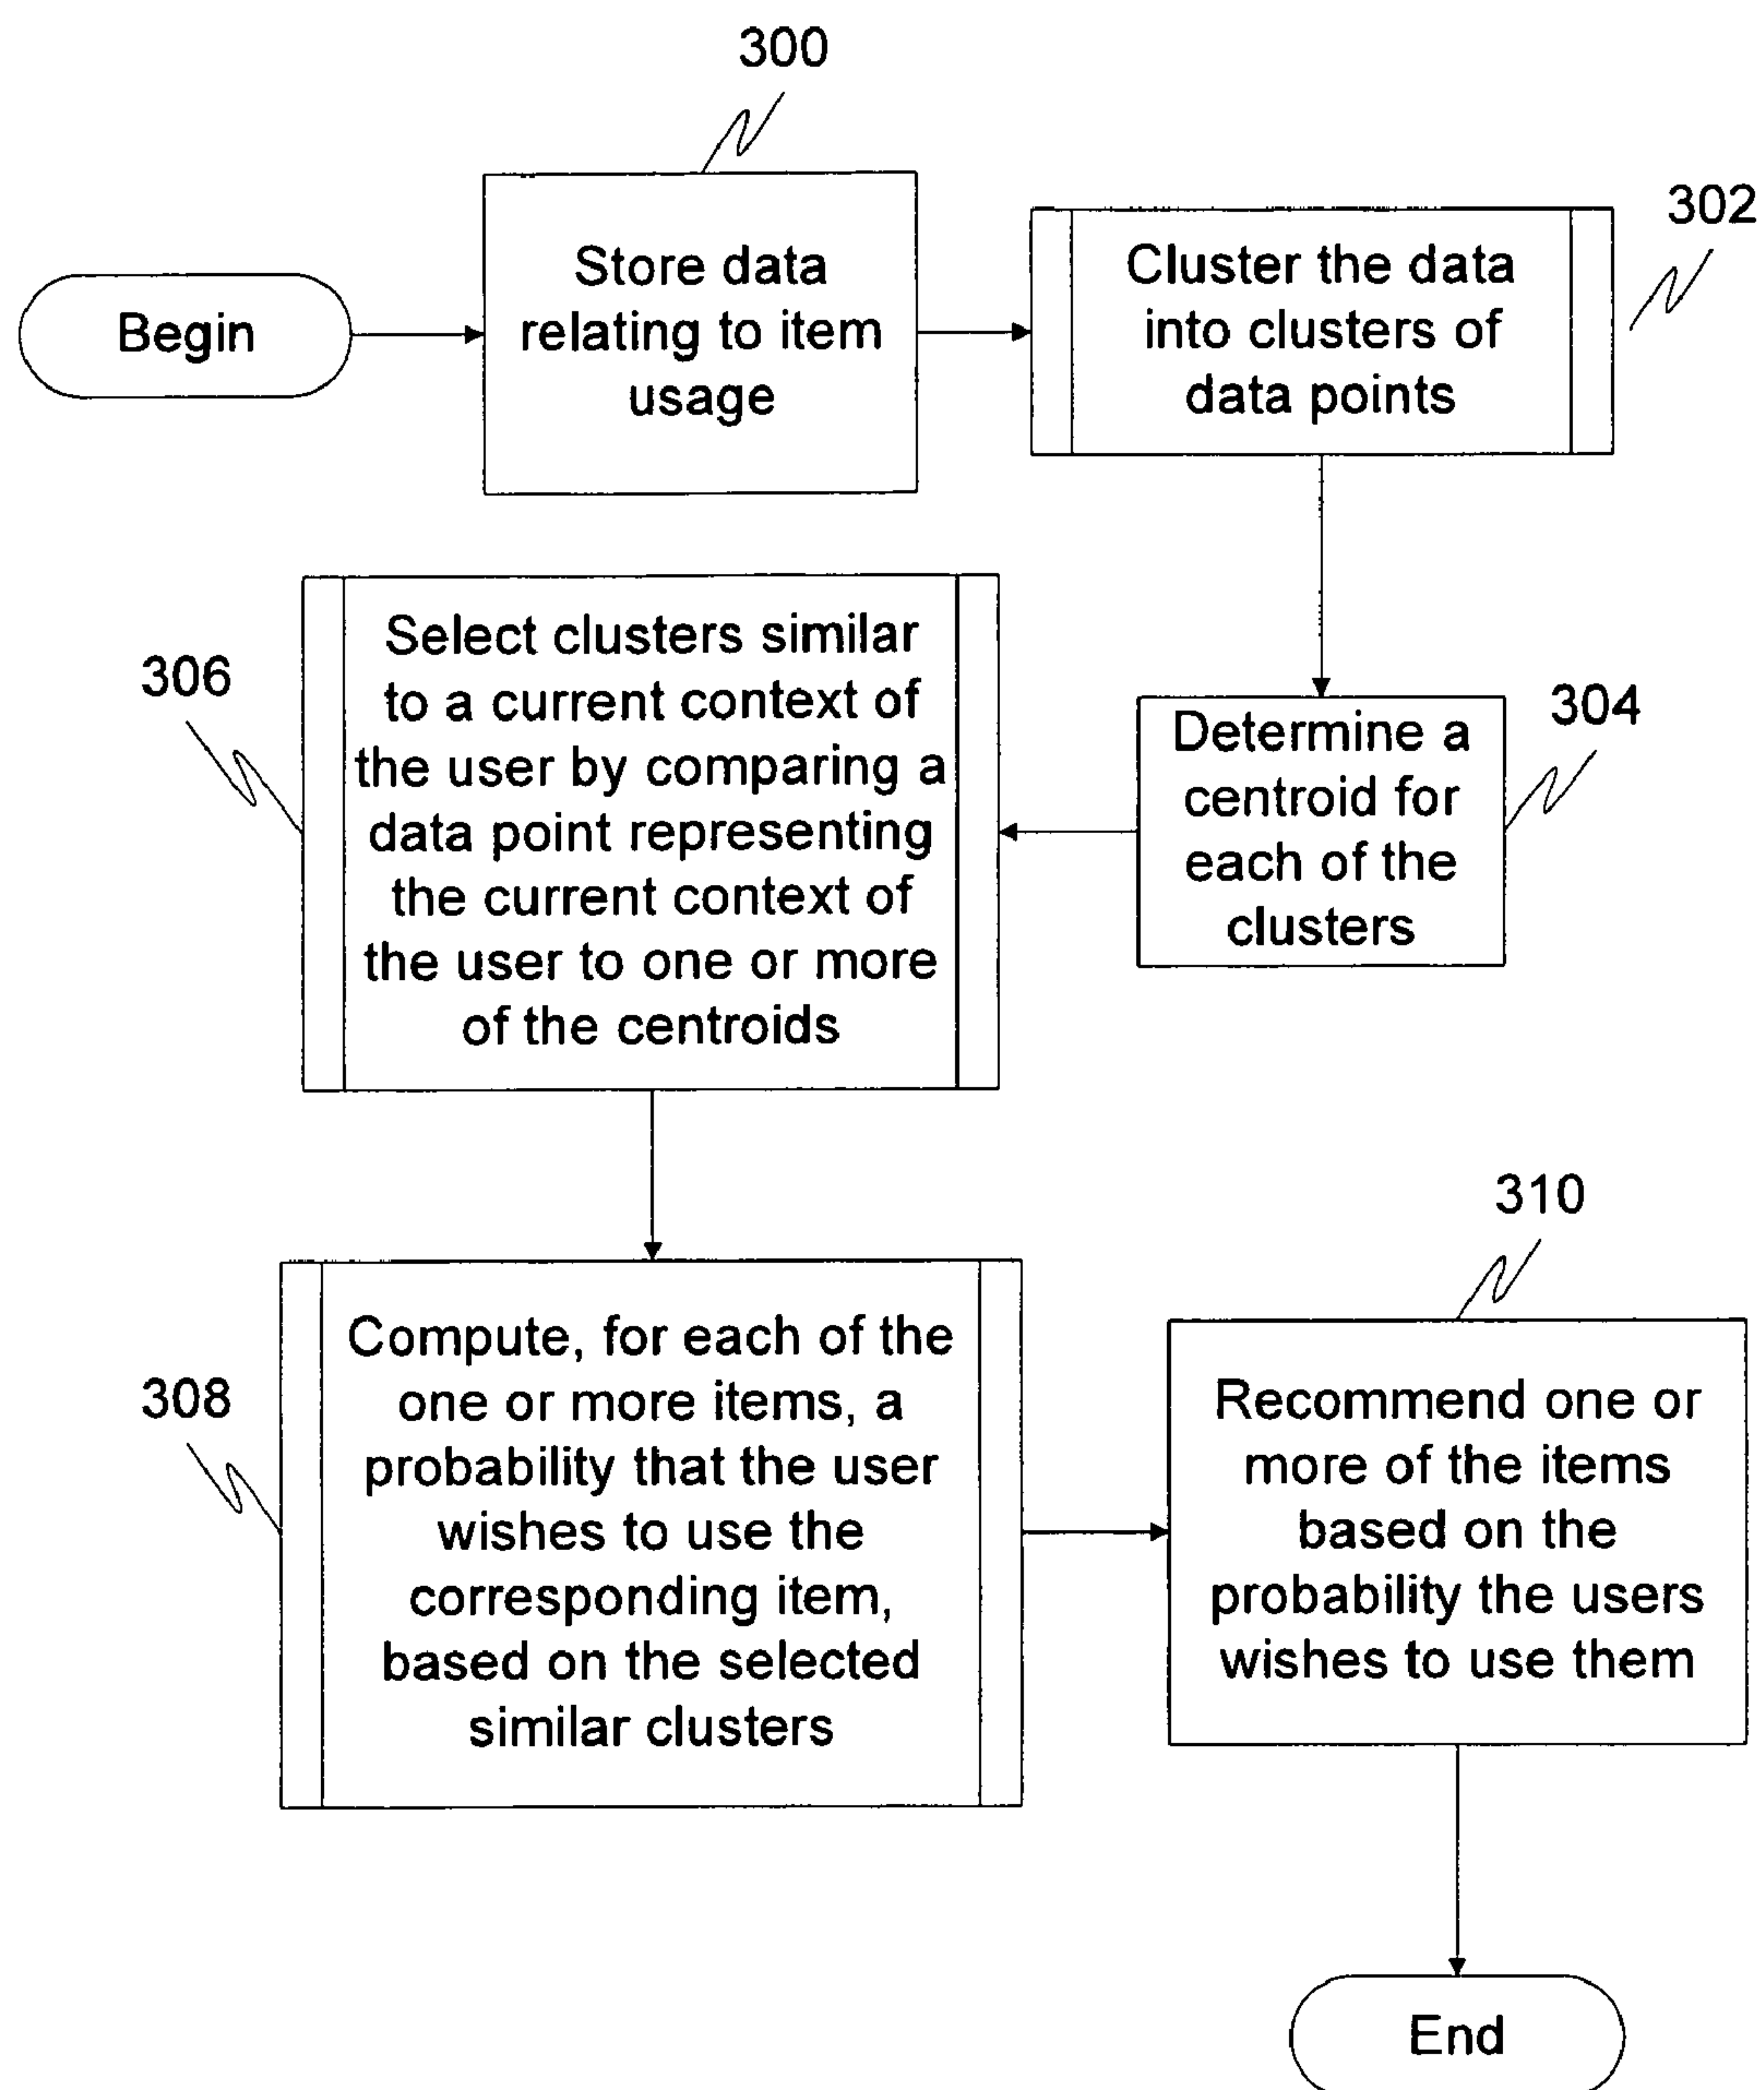 300
Store data
relating to item
usage
302
Cluster the data
into clusters of
data points
Begin
306
Select clusters similar
to a current context of
the user by comparing a
data point representing
the current context of
the user to one or more
of the centroids
304
Determine a
centroid for
each of the
clusters
308
Compute, for each of the
one or more items, a
probability that the user
wishes to use the
corresponding item,
based on the selected
similar clusters
310
Recommend one or
more of the items
based on the
probability the users
wishes to use them
End